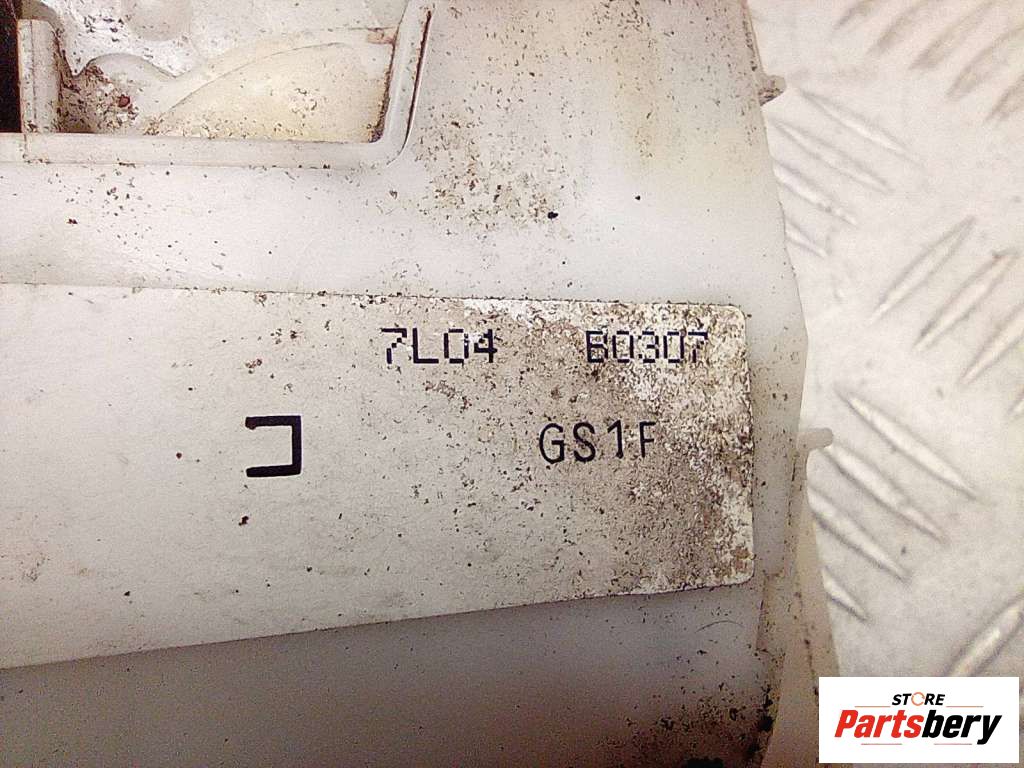 7L04 B0307
コ GS1F
STORE
Partsbery